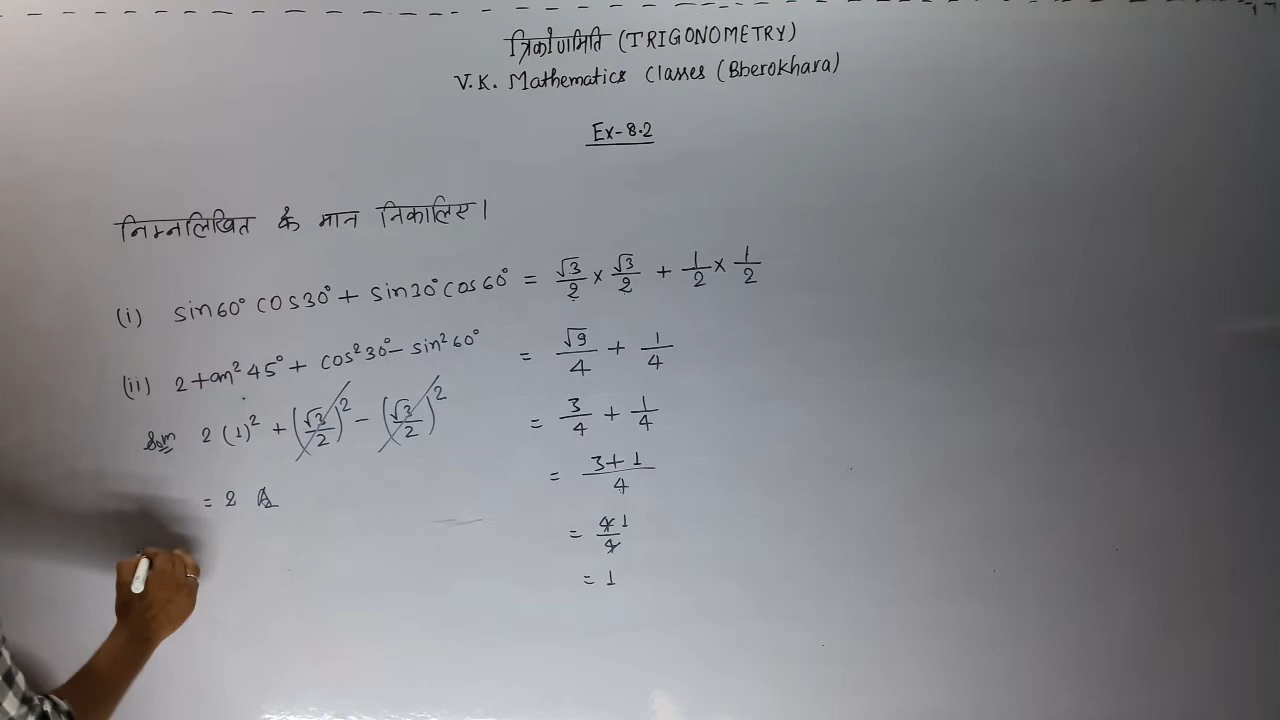 त्रिकोणमिति (TRIGONOMETRY)
V.K. Mathematics Classes (Bherokhara)
Ex-8.2
निम्नलिखित के मान निकालिए।
(i) sin60° cos30° + sin30° cos60° = √3/2 × √3/2 + 1/2 × 1/2
= √9/4 + 1/4
= 3/4 + 1/4
= 3+1/4
= 4/4 1
= 1
(ii) 2tan²45° + cos²30° - sin²60°
Soln 2(1)² + (√3/2)² - (√3/2)²
= 2